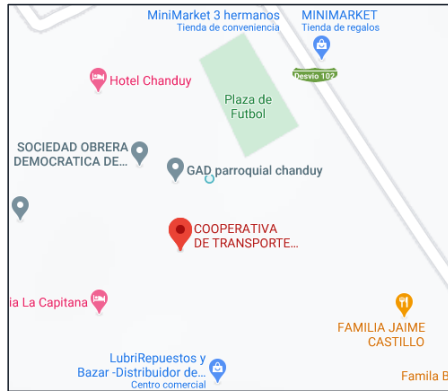 MiniMarket 3 hermanos
Tienda de conveniencia
MINIMARKET
Tienda de regalos
Desvio 102
Hotel Chanduy
Plaza de
Futbol
SOCIEDAD OBRERA
DEMOCRATICA DE...
GAD parroquial chanduy
COOPERATIVA
DE TRANSPORTE...
ia La Capitana
FAMILIA JAIME
CASTILLO
LubriRepuestos y
Bazar -Distribuidor de...
Centro comercial
Famila B